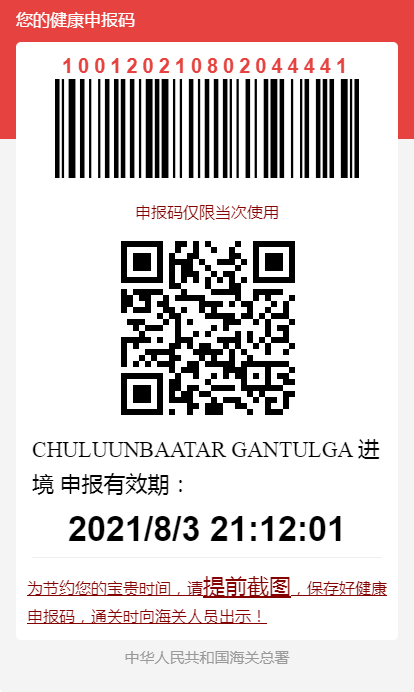 您的健康申报码
100120210802044441
申报码仅限当次使用
CHULUUNBAATAR GANTULGA 进
境 申报有效期：
2021/8/3 21:12:01
为节约您的宝贵时间，请提前截图，保存好健康
申报码，通关时向海关人员出示！
中华人民共和国海关总署